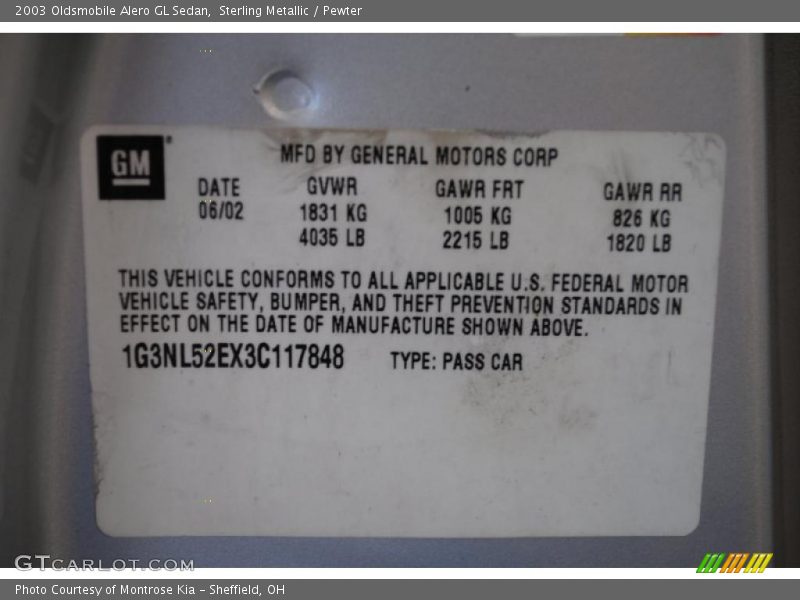 2003 Oldsmobile Alero GL Sedan,  Sterling Metallic / Pewter
GM
MFD BY GENERAL MOTORS CORP
DATE GVWR GAWR FRT GAWR RR
06/02 1831 KG 1005 KG 826 KG
4035 LB 2215 LB 1820 LB
THIS VEHICLE CONFORMS TO ALL APPLICABLE U.S. FEDERAL MOTOR
VEHICLE SAFETY, BUMPER, AND THEFT PREVENTION STANDARDS IN
EFFECT ON THE DATE OF MANUFACTURE SHOWN ABOVE.
1G3NL52EX3C117848 TYPE: PASS CAR
GTCARLOT.COM
Photo Courtesy of Montrose Kia – Sheffield, OH